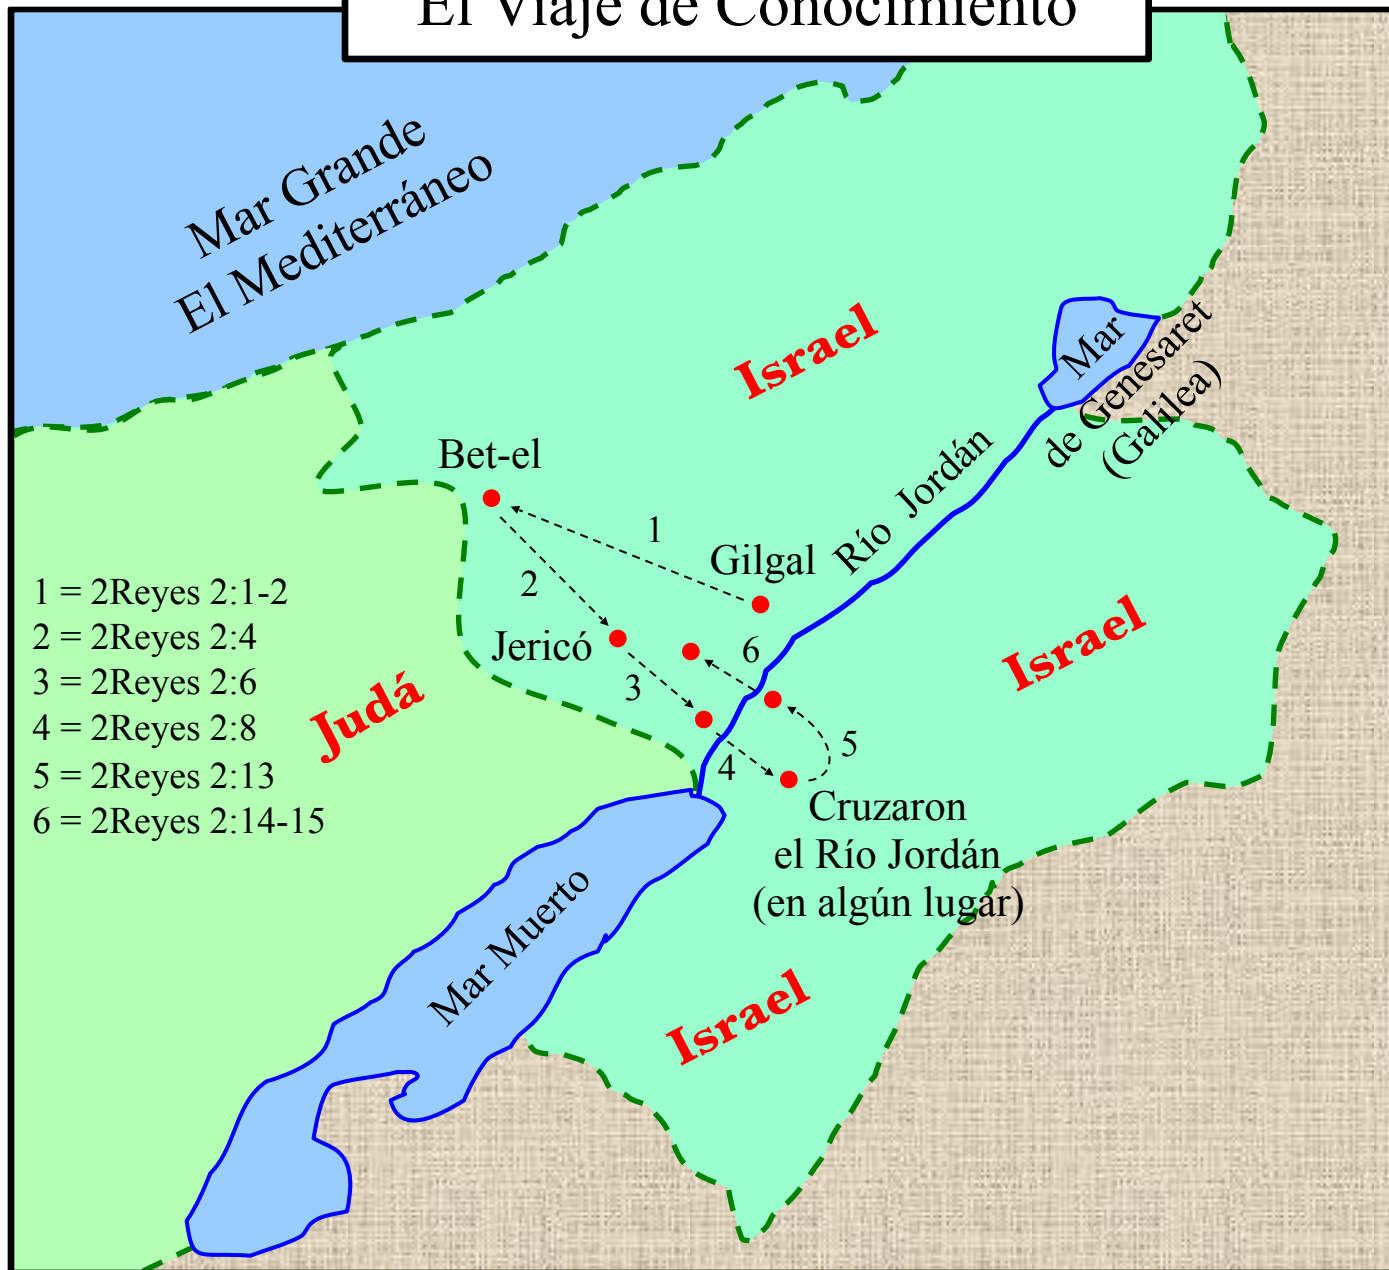 El Viaje de Conocimiento
Mar Grande
El Mediterráneo
Israel
Mar
de Genesaret
(Galilea)
Río Jordán
Bet-el
1
Gilgal
2
Jericó
6
3
5
4
Israel
1 = 2Reyes 2:1-2
2 = 2Reyes 2:4
3 = 2Reyes 2:6
4 = 2Reyes 2:8
5 = 2Reyes 2:13
6 = 2Reyes 2:14-15
Judá
Cruzaron
el Río Jordán
(en algún lugar)
Mar Muerto
Israel